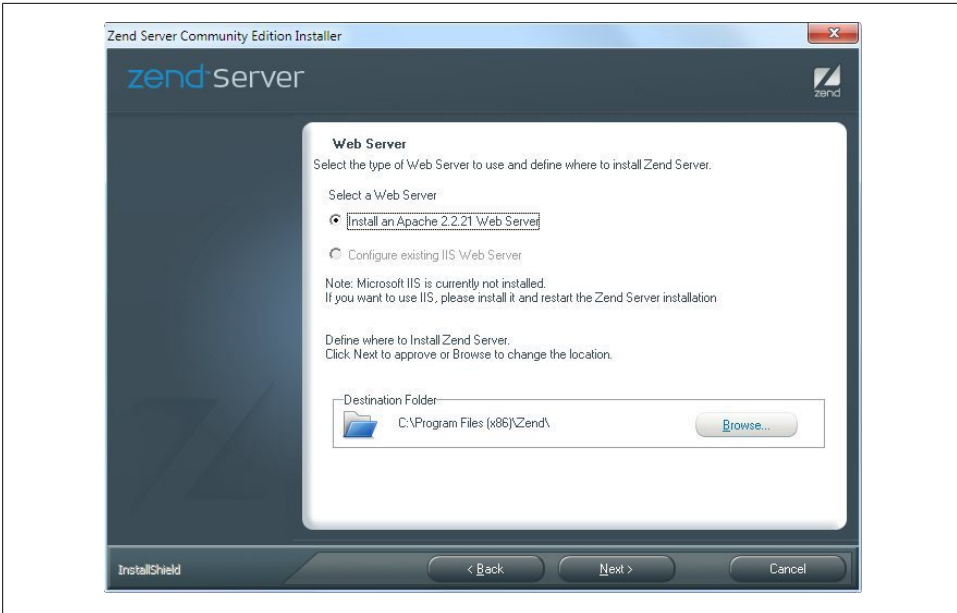 Zend Server Community Edition Installer
zend Server
zend
Web Server
Select the type of Web Server to use and define where to install Zend Server.
Select a Web Server
Install an Apache 2.2.21 Web Server
Configure existing IIS Web Server
Note: Microsoft IIS is currently not installed.
If you want to use IIS, please install it and restart the Zend Server installation
Define where to Install Zend Server.
Click Next to approve or Browse to change the location.
Destination Folder
C:\Program Files (x86)\Zend\
Browse...
InstallShield
< Back
Next >
Cancel